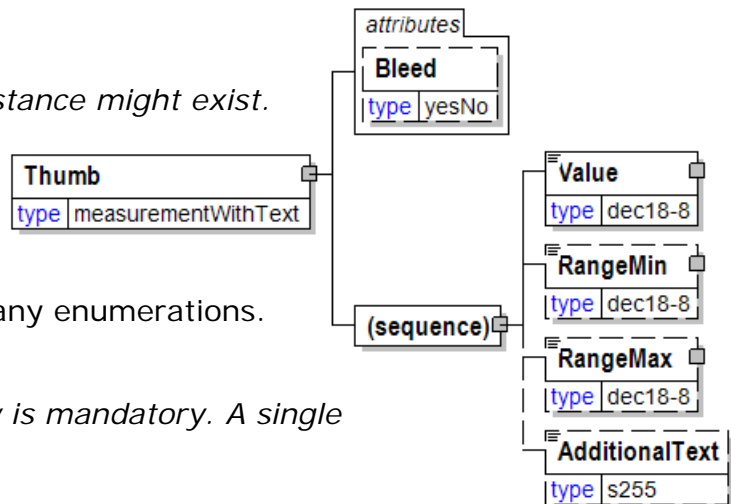 stance might exist.
any enumerations.
is mandatory. A single
attributes
Bleed
type yesNo
Thumb
type measurementWithText
(sequence)
Value
type dec18-8
RangeMin
type dec18-8
RangeMax
type dec18-8
AdditionalText
type s255